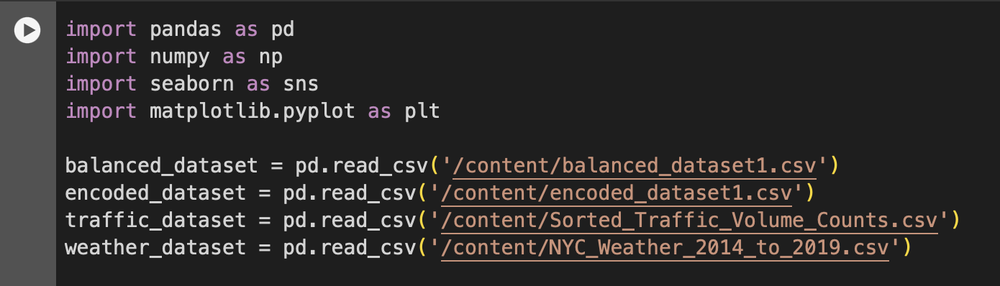 import pandas as pd
import numpy as np
import seaborn as sns
import matplotlib.pyplot as plt
balanced_dataset = pd.read_csv('/content/balanced_dataset1.csv')
encoded_dataset = pd.read_csv('/content/encoded_dataset1.csv')
traffic_dataset = pd.read_csv('/content/Sorted_Traffic_Volume_Counts.csv')
weather_dataset = pd.read_csv('/content/NYC_Weather_2014_to_2019.csv')